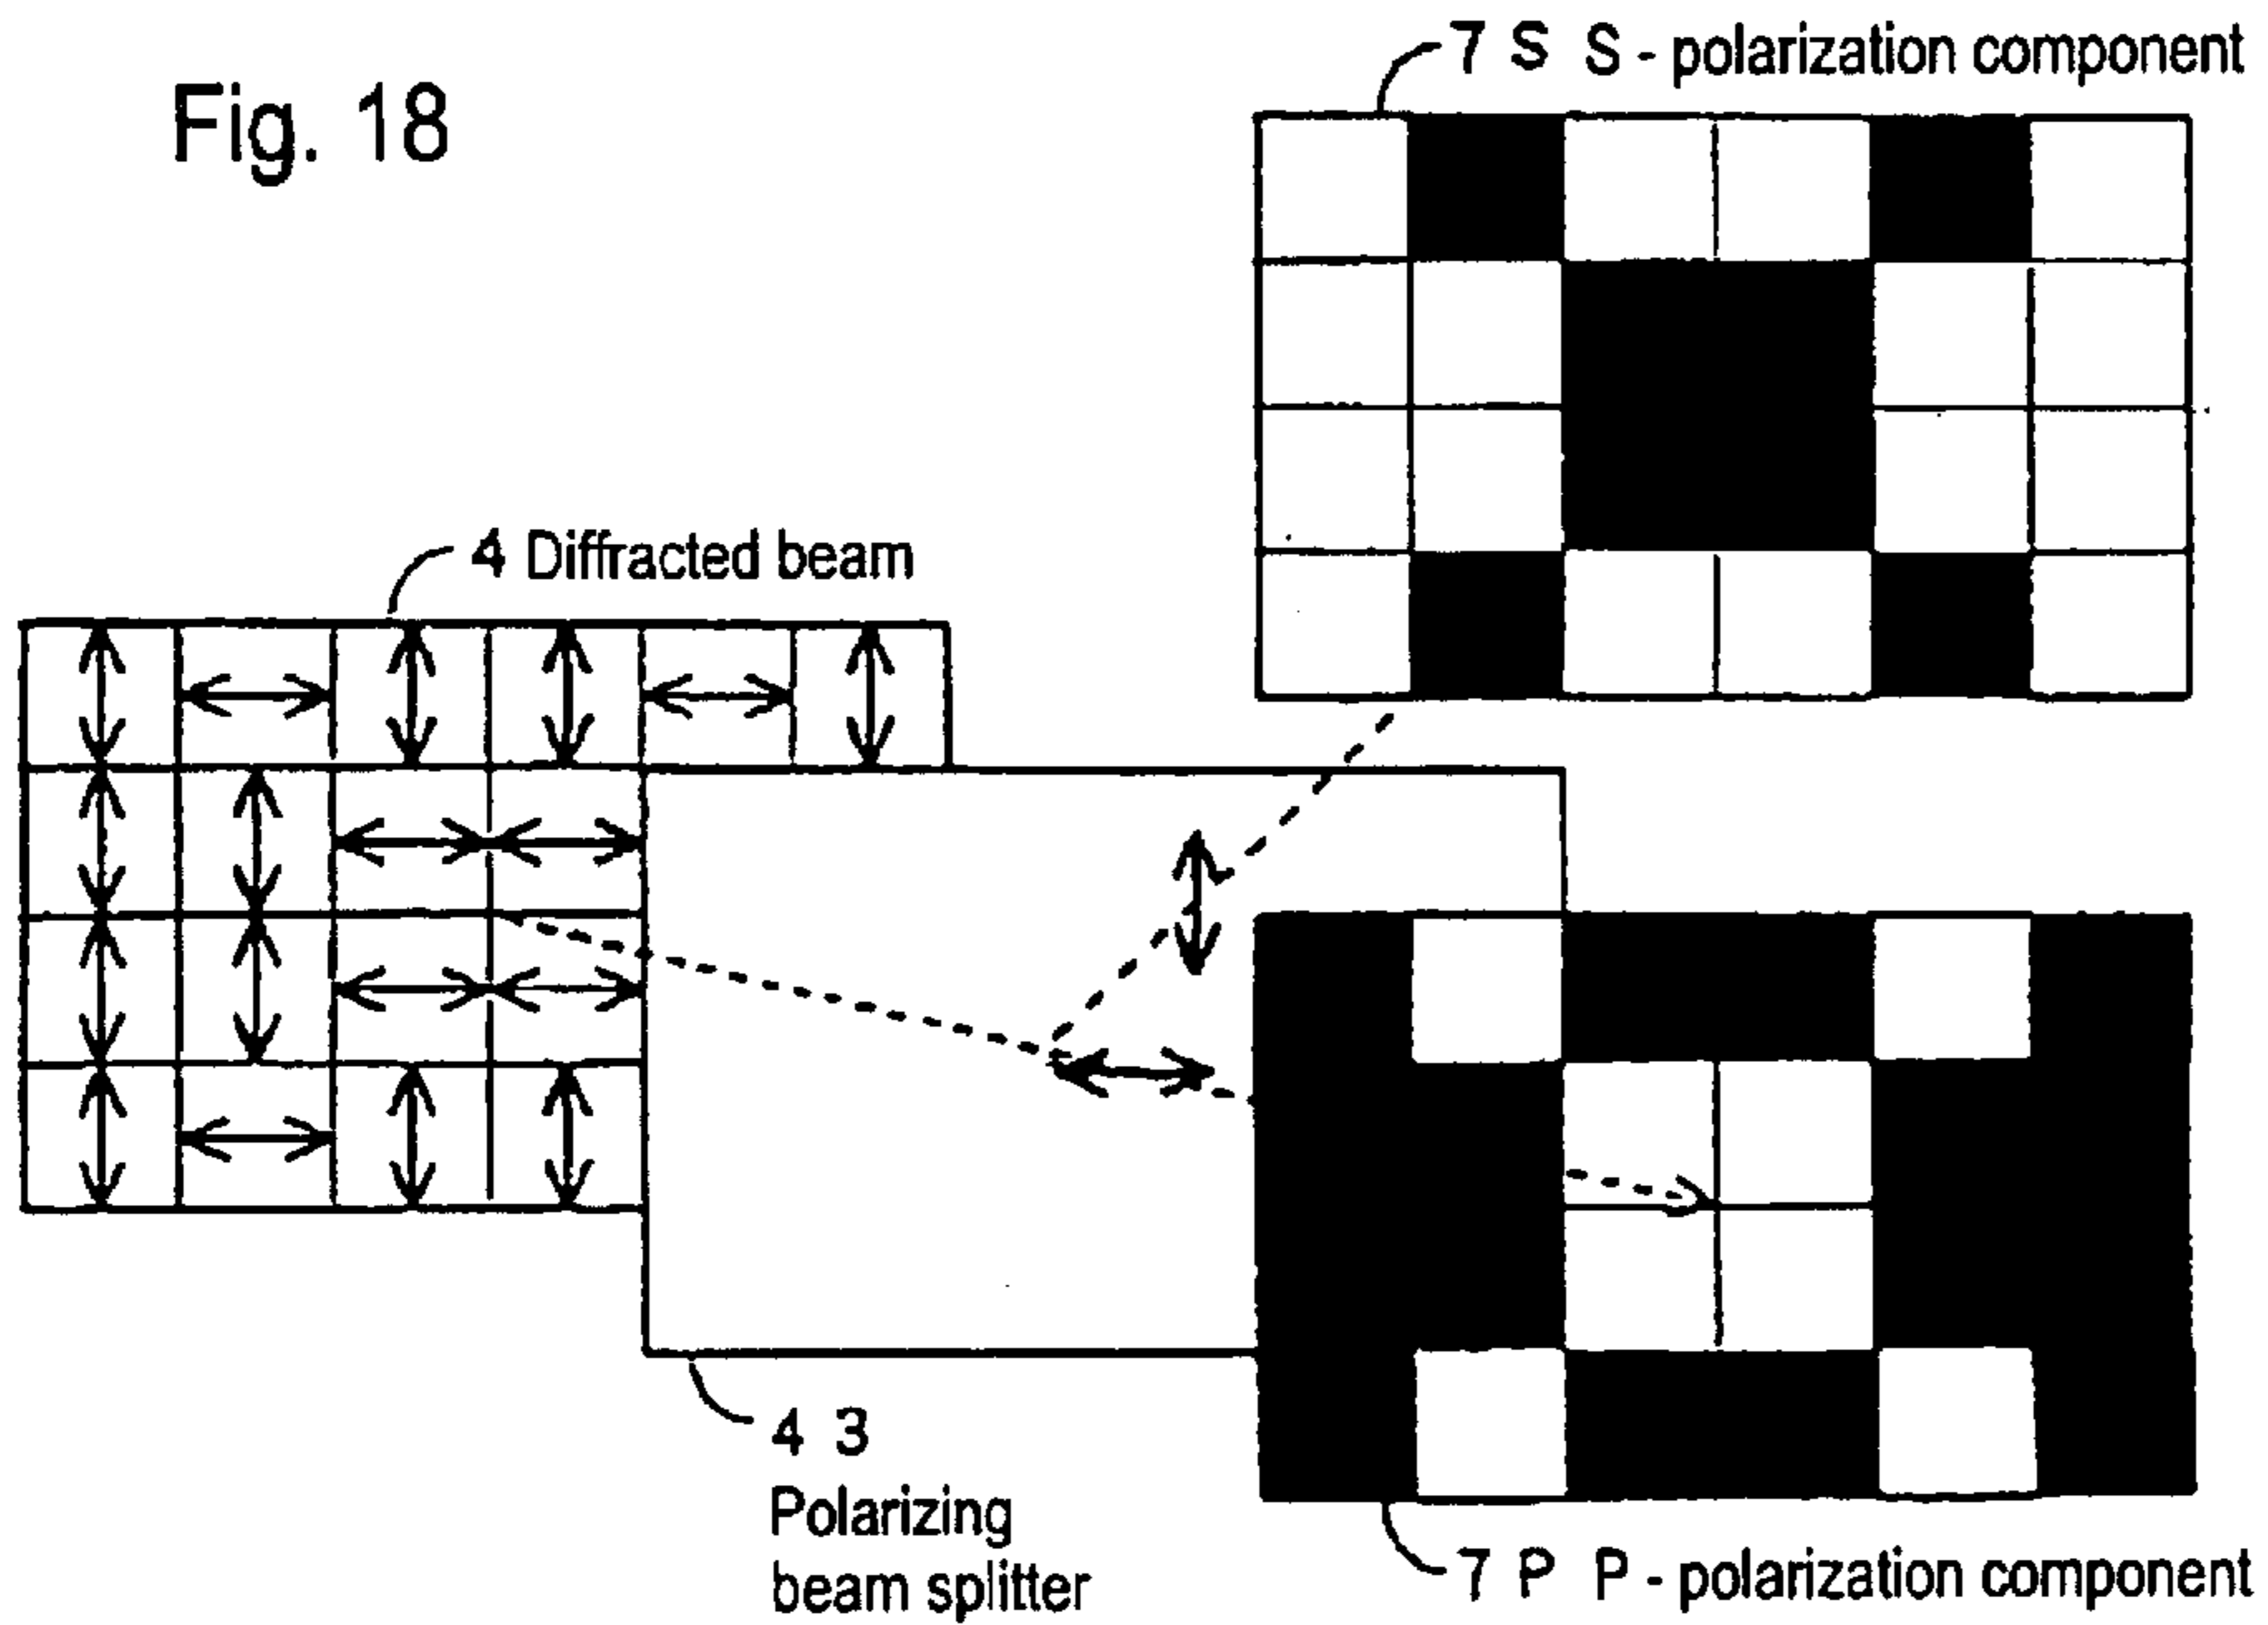 Fig. 18
7 S S - polarization component
4 Diffracted beam
4 3
Polarizing
beam splitter
7 P P - polarization component